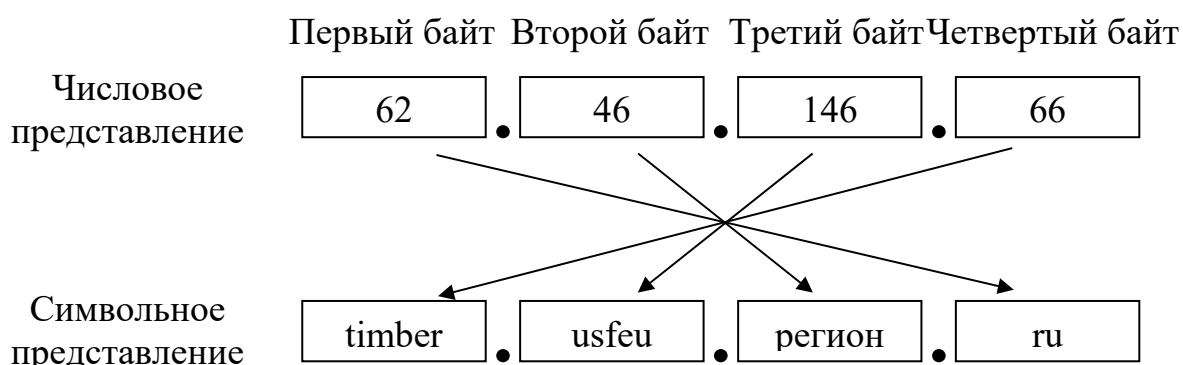 Первый байт Второй байт Третий байт Четвертый байт
Числовое
представление
62 . 46 . 146 . 66
Символьное
представление
timber . usfeu . регион . ru